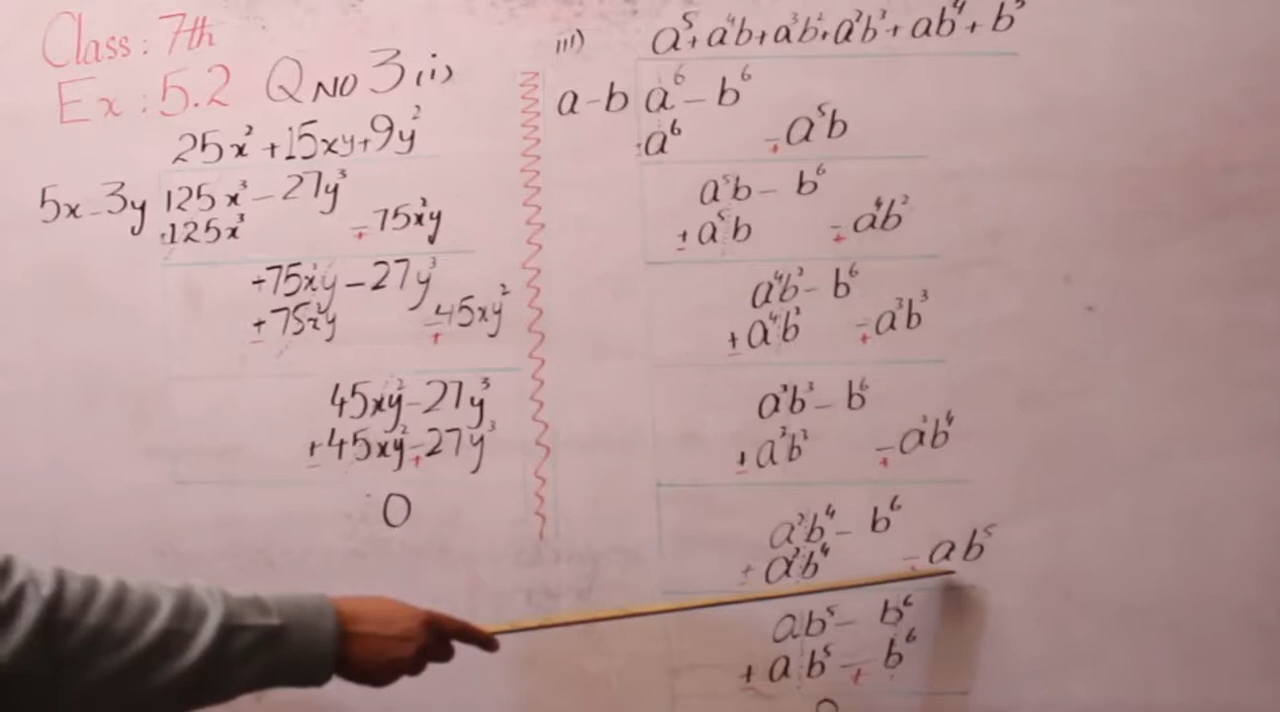 Class: 7th
Ex: 5.2 Q NO 3 (i)
25x² + 15xy + 9y²
5x - 3y 125x³ - 27y³
+125x³ - 75x²y
+
+75x²y - 27y³
+75x²y - 45xy²
- +
45xy² - 27y³
+45xy² - 27y³
- +
0
iii) a⁵ + a⁴b + a³b² + a²b³ + ab⁴ + b⁵
a - b a⁶ - b⁶
a⁶ - a⁵b
+
a⁵b - b⁶
+a⁵b - a⁴b²
- +
a⁴b² - b⁶
+a⁴b² - a³b³
- +
a³b³ - b⁶
+a³b³ - a²b⁴
- +
a²b⁴ - b⁶
+a²b⁴ - ab⁵
-
ab⁵ - b⁶
+ab⁵ - b⁶
- +